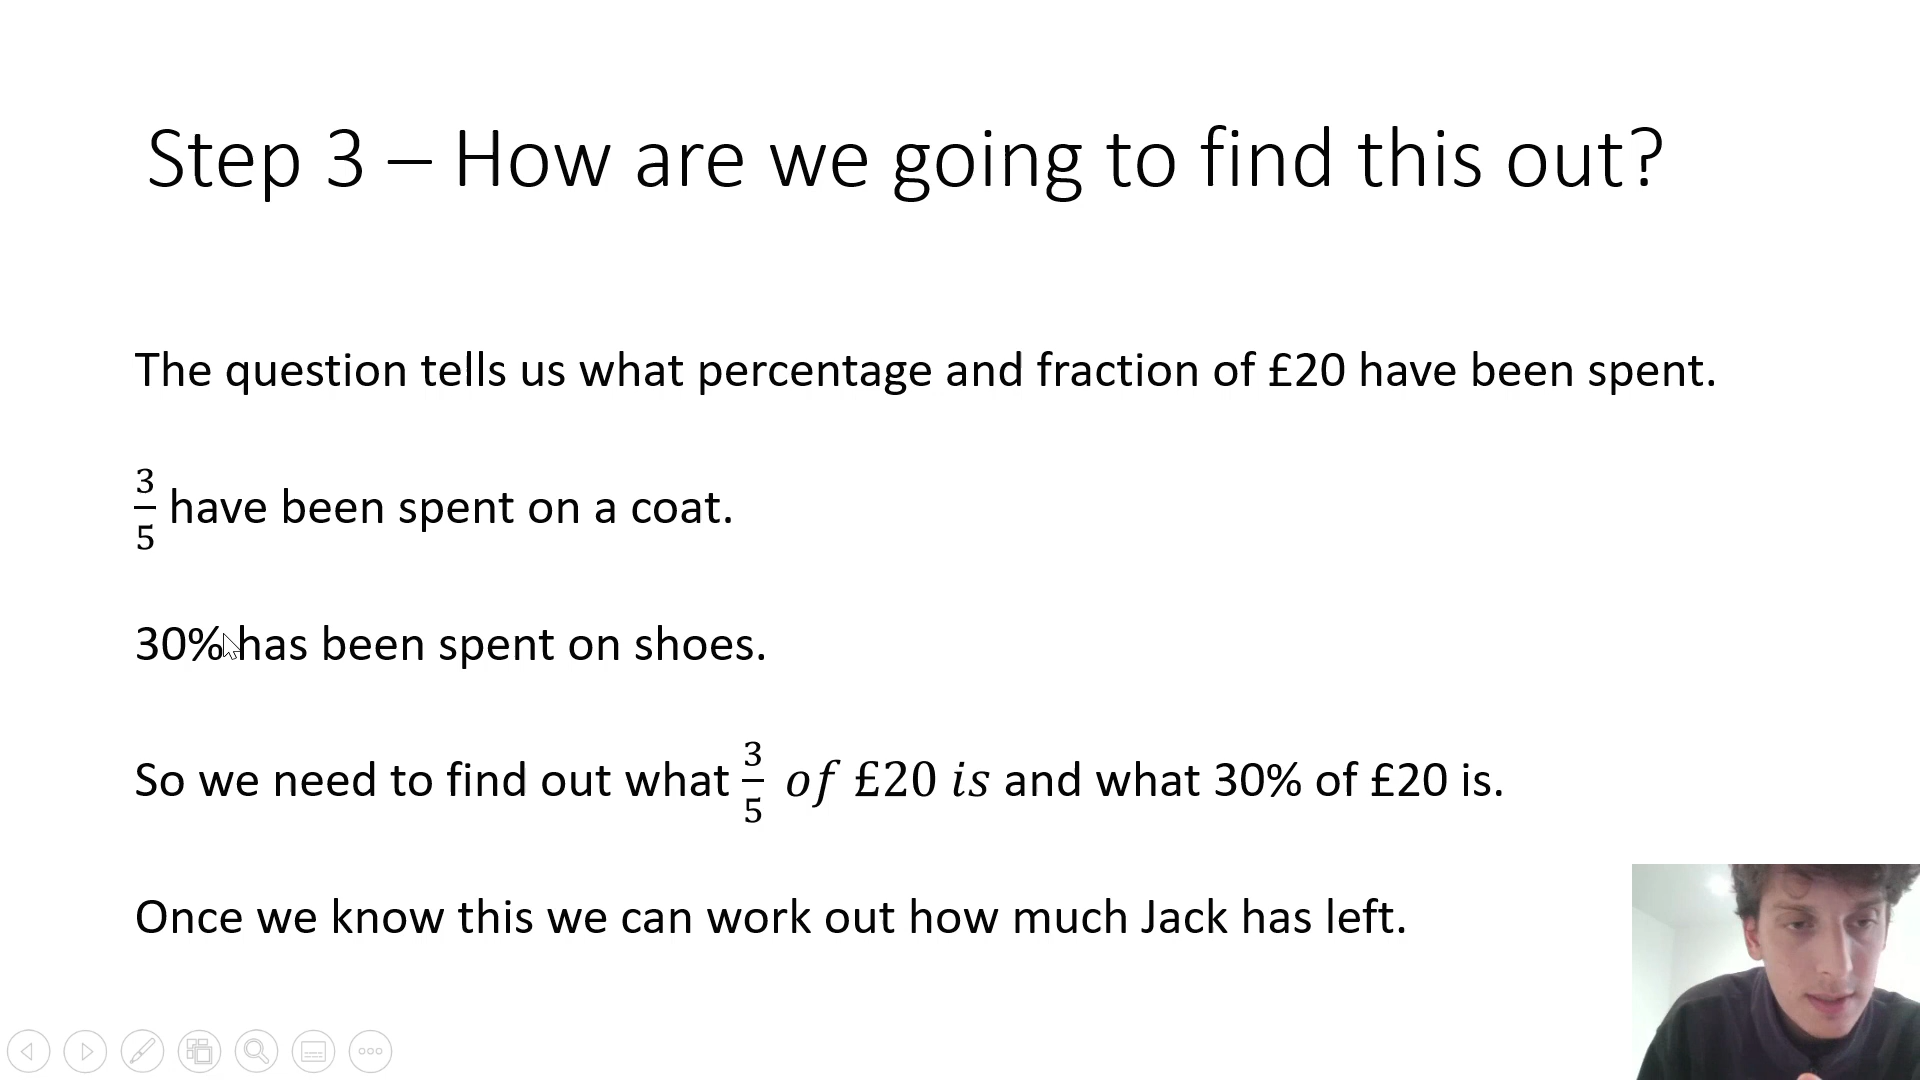 Step 3 – How are we going to find this out?
The question tells us what percentage and fraction of £20 have been spent.
3/5 have been spent on a coat.
30% has been spent on shoes.
So we need to find out what 3/5 of £20 is and what 30% of £20 is.
Once we know this we can work out how much Jack has left.